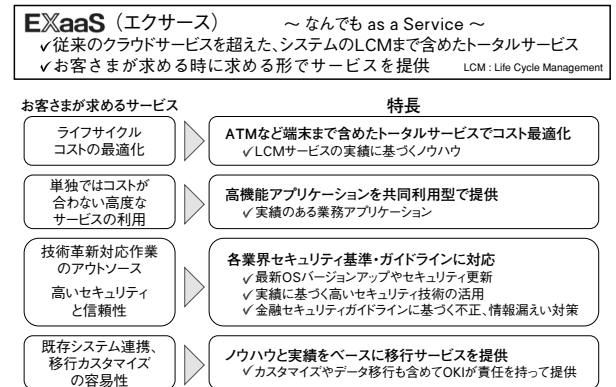 EXaaS（エクサース） ～ なんでも as a Service ～
✓従来のクラウドサービスを超えた、システムのLCMまで含めたトータルサービス
✓お客さまが求める時に求める形でサービスを提供 LCM : Life Cycle Management
お客さまが求めるサービス 特長
ライフサイクル
コストの最適化
ATMなど端末まで含めたトータルサービスでコスト最適化
✓LCMサービスの実績に基づくノウハウ
単独ではコストが
合わない高度な
サービスの利用
高機能アプリケーションを共同利用型で提供
✓実績のある業務アプリケーション
技術革新対応作業
のアウトソース
高いセキュリティ
と信頼性
各業界セキュリティ基準・ガイドラインに対応
✓最新OSバージョンアップやセキュリティ更新
✓実績に基づく高いセキュリティ技術の活用
✓金融セキュリティガイドラインに基づく不正、情報漏えい対策
既存システム連携、
移行カスタマイズ
の容易性
ノウハウと実績をベースに移行サービスを提供
✓カスタマイズやデータ移行も含めてOKIが責任を持って提供